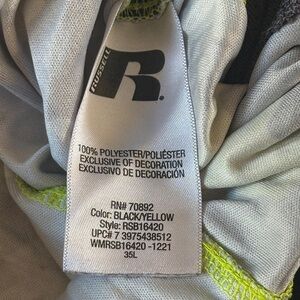 RUSSELL
R
100% POLYESTER/POLIÉSTER
EXCLUSIVE OF DECORATION
EXCLUSIVO DE DECORACIÓN
RN# 70892
Color: BLACK/YELLOW
Style: RSB16420
UPC# 7 3975438512
WMRSB16420 -1221
35L